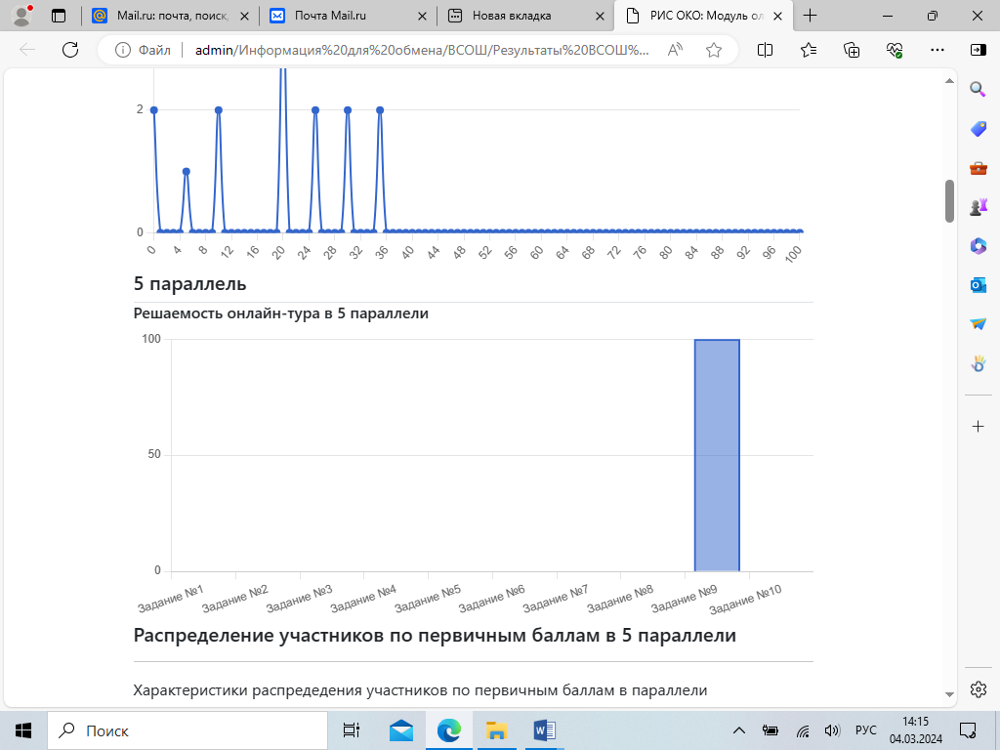 Mail.ru: почта, поиск,
Почта Mail.ru
Новая вкладка
РИС ОКО: Модуль ол
Файл
admin/Информация%20для%20обмена/ВСОШ/Результаты%20ВСОШ%...
2
0
0 4 8 12 16 20 24 28 32 36 40 44 48 52 56 60 64 68 72 76 80 84 88 92 96 100
5 параллель
Решаемость онлайн-тура в 5 параллели
100
50
0
Задание №1 Задание №2 Задание №3 Задание №4 Задание №5 Задание №6 Задание №7 Задание №8 Задание №9 Задание №10
Распределение участников по первичным баллам в 5 параллели
Характеристики распредедения участников по первичным баллам в параллели
Поиск
РУС
14:15
04.03.2024